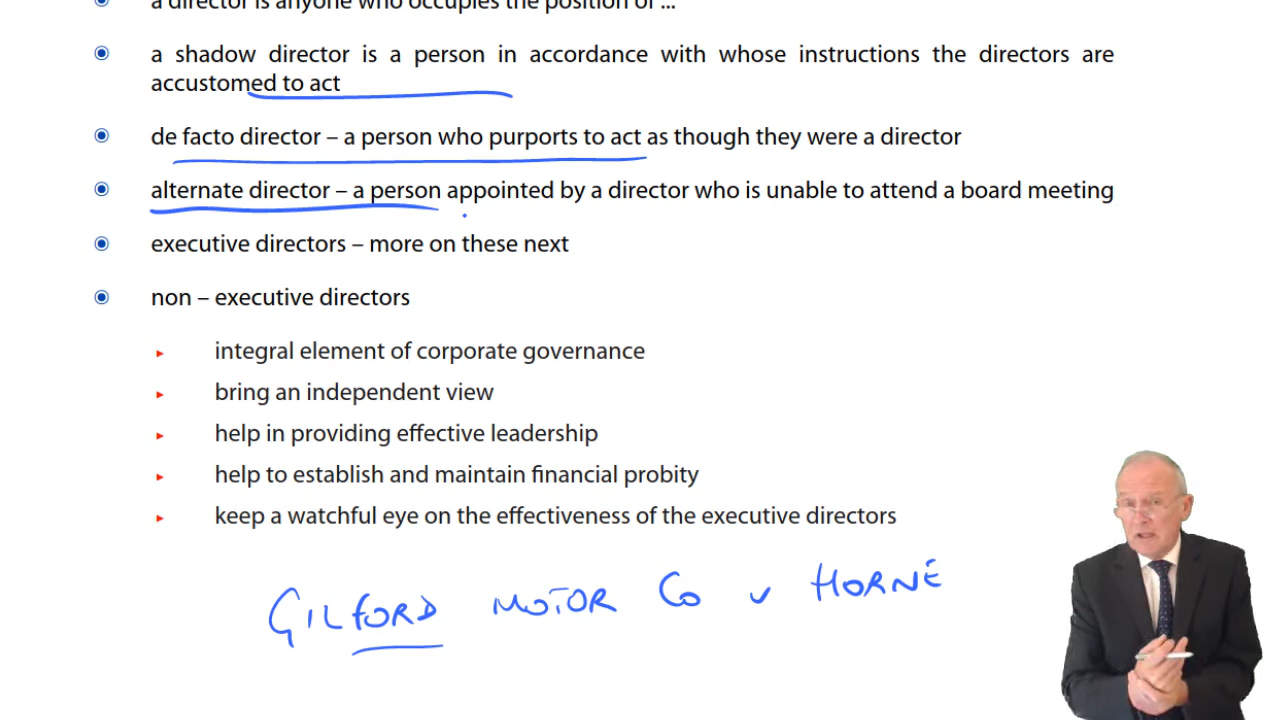 a director is anyone who occupies the position of ...
a shadow director is a person in accordance with whose instructions the directors are
accustomed to act
de facto director – a person who purports to act as though they were a director
alternate director – a person appointed by a director who is unable to attend a board meeting
executive directors – more on these next
non – executive directors
integral element of corporate governance
bring an independent view
help in providing effective leadership
help to establish and maintain financial probity
keep a watchful eye on the effectiveness of the executive directors
GILFORD MOTOR Co v HORNE